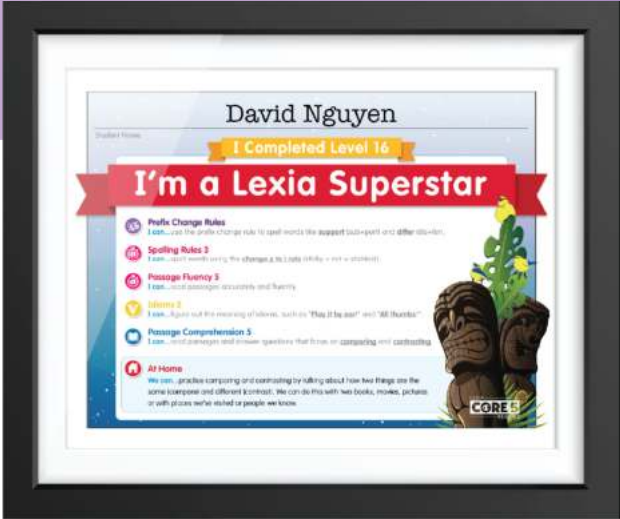 David Nguyen
Student Name
I Completed Level 16
I'm a Lexia Superstar
Prefix Change Rules
I can...use the prefix change rule to spell words like support (sub+port) and differ (dis+fer).
Spelling Rules 3
I can...spell words using the change y to i rule
Passage Fluency 5
I can...read passages accurately and fluently.
Idioms 2
I can...figure out the meaning of idioms, such as "Play it by ear!" and "All thumbs".
Passage Comprehension 5
I can...read passages and answer questions that focus on comparing and contrasting.
At Home
We can...practice comparing and contrasting by talking about how two things are the
same (compare) and different (contrast). We can do this with two books, movies, pictures
or with places we've visited or people we know.
CORE5